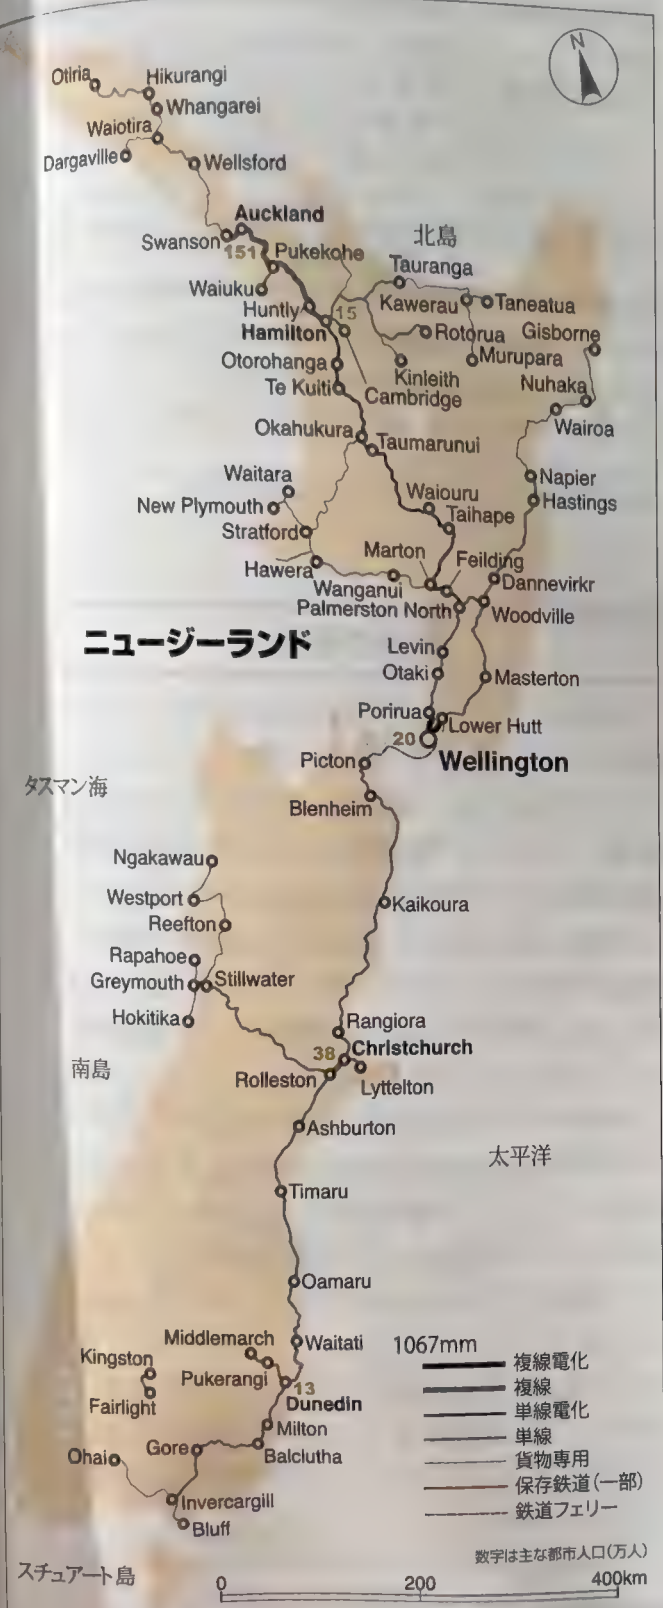 N
Otiria
Hikurangi
Whangarei
Waiotira
Dargaville
Wellsford
Auckland
Swanson
151
Pukekohe
北島
Tauranga
Waiuku
Kawerau
Taneatua
Huntly
15
Hamilton
Rotorua
Gisborne
Otorohanga
Kinleith
Murupara
Te Kuiti
Cambridge
Nuhaka
Wairoa
Okahukura
Taumarunui
Waitara
Napier
New Plymouth
Waiouru
Hastings
Stratford
Taihape
Marton
Feilding
Hawera
Wanganui
Dannevirkr
Palmerston North
Woodville
ニュージーランド
Levin
Otaki
Masterton
Porirua
Lower Hutt
20
Wellington
Picton
タスマン海
Blenheim
Ngakawau
Westport
Kaikoura
Reefton
Rapahoe
Greymouth
Stillwater
Hokitika
Rangiora
38
Christchurch
南島
Rolleston
Lyttelton
Ashburton
太平洋
Timaru
Oamaru
Middlemarch
Waitati
Kingston
Pukerangi
13
Fairlight
Dunedin
Milton
Ohai
Gore
Balclutha
Invercargill
Bluff
1067mm
複線電化
複線
単線電化
単線
貨物専用
保存鉄道(一部)
鉄道フェリー
数字は主な都市人口(万人)
スチュアート島
0 200 400km